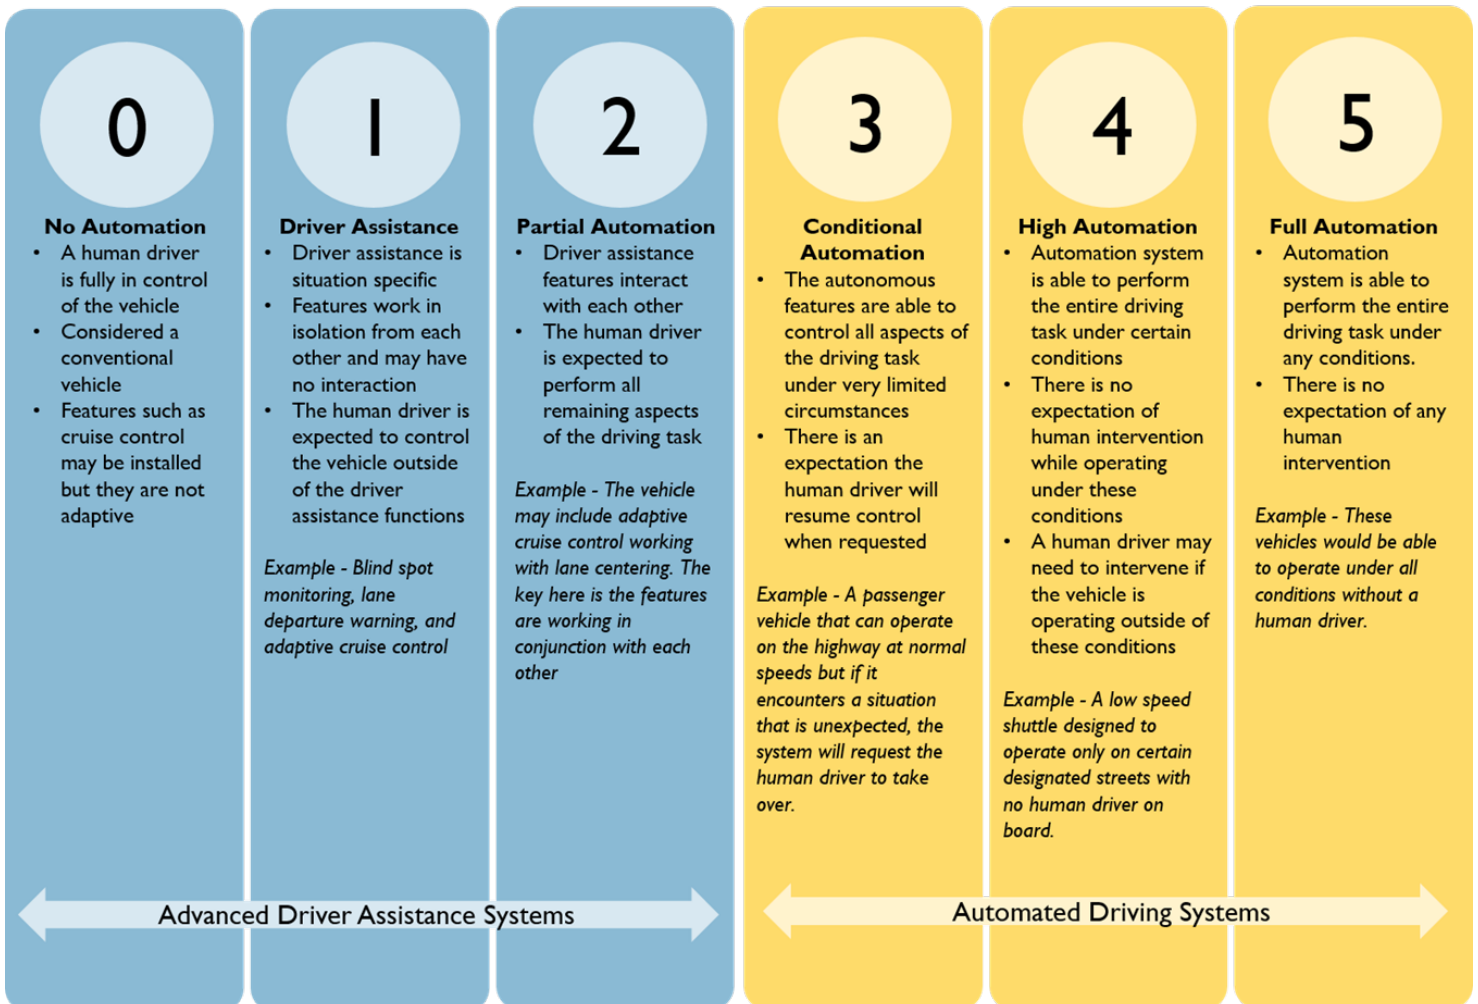 0
No Automation
• A human driver
is fully in control
of the vehicle
• Considered a
conventional
vehicle
• Features such as
cruise control
may be installed
but they are not
adaptive
1
Driver Assistance
• Driver assistance is
situation specific
• Features work in
isolation from each
other and may have
no interaction
• The human driver is
expected to control
the vehicle outside
of the driver
assistance functions
Example - Blind spot
monitoring, lane
departure warning, and
adaptive cruise control
2
Partial Automation
• Driver assistance
features interact
with each other
• The human driver
is expected to
perform all
remaining aspects
of the driving task
Example - The vehicle
may include adaptive
cruise control working
with lane centering. The
key here is the features
are working in
conjunction with each
other
Advanced Driver Assistance Systems
3
Conditional
Automation
• The autonomous
features are able to
control all aspects of
the driving task
under very limited
circumstances
• There is an
expectation the
human driver will
resume control
when requested
Example - A passenger
vehicle that can operate
on the highway at normal
speeds but if it
encounters a situation
that is unexpected, the
system will request the
human driver to take
over.
4
High Automation
• Automation system
is able to perform
the entire driving
task under certain
conditions
• There is no
expectation of
human intervention
while operating
under these
conditions
• A human driver may
need to intervene if
the vehicle is
operating outside of
these conditions
Example - A low speed
shuttle designed to
operate only on certain
designated streets with
no human driver on
board.
5
Full Automation
• Automation
system is able to
perform the entire
driving task under
any conditions.
• There is no
expectation of any
human
intervention
Example - These
vehicles would be able
to operate under all
conditions without a
human driver.
Automated Driving Systems